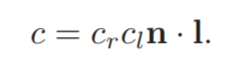 c = c_r c_l **n** · **l**.